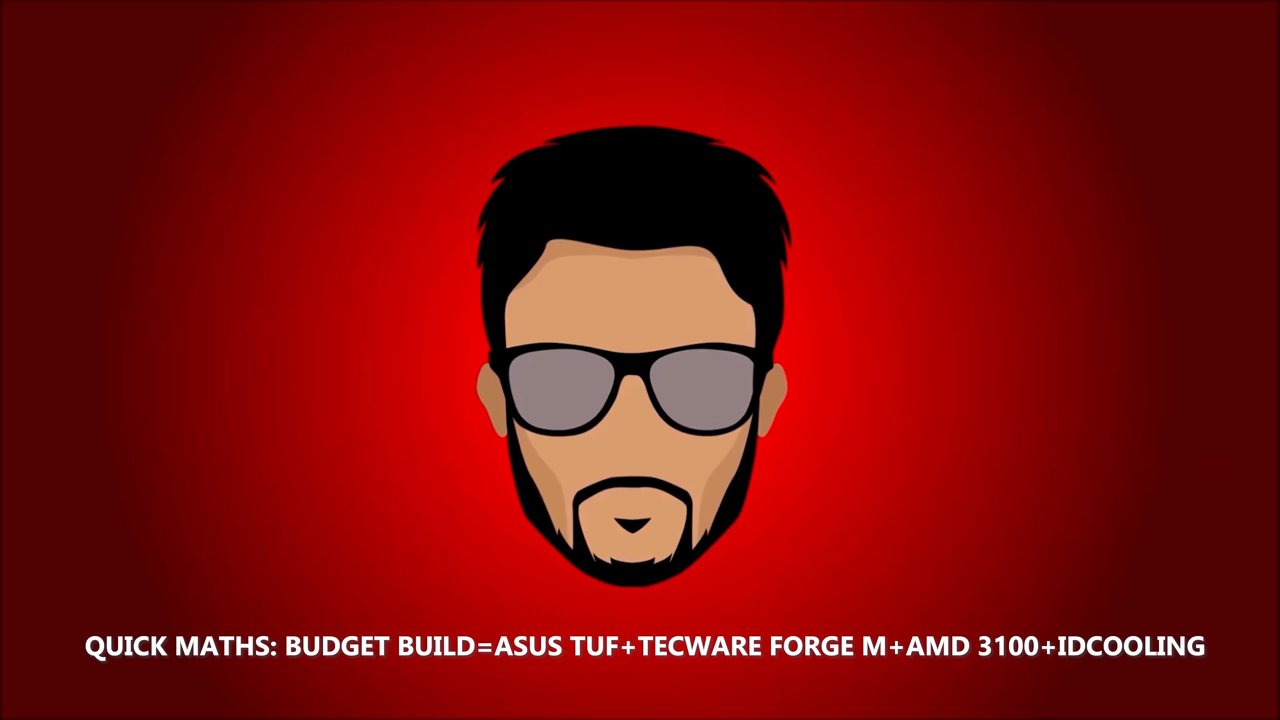 QUICK MATHS: BUDGET BUILD=ASUS TUF+TECWARE FORGE M+AMD 3100+IDCOOLING